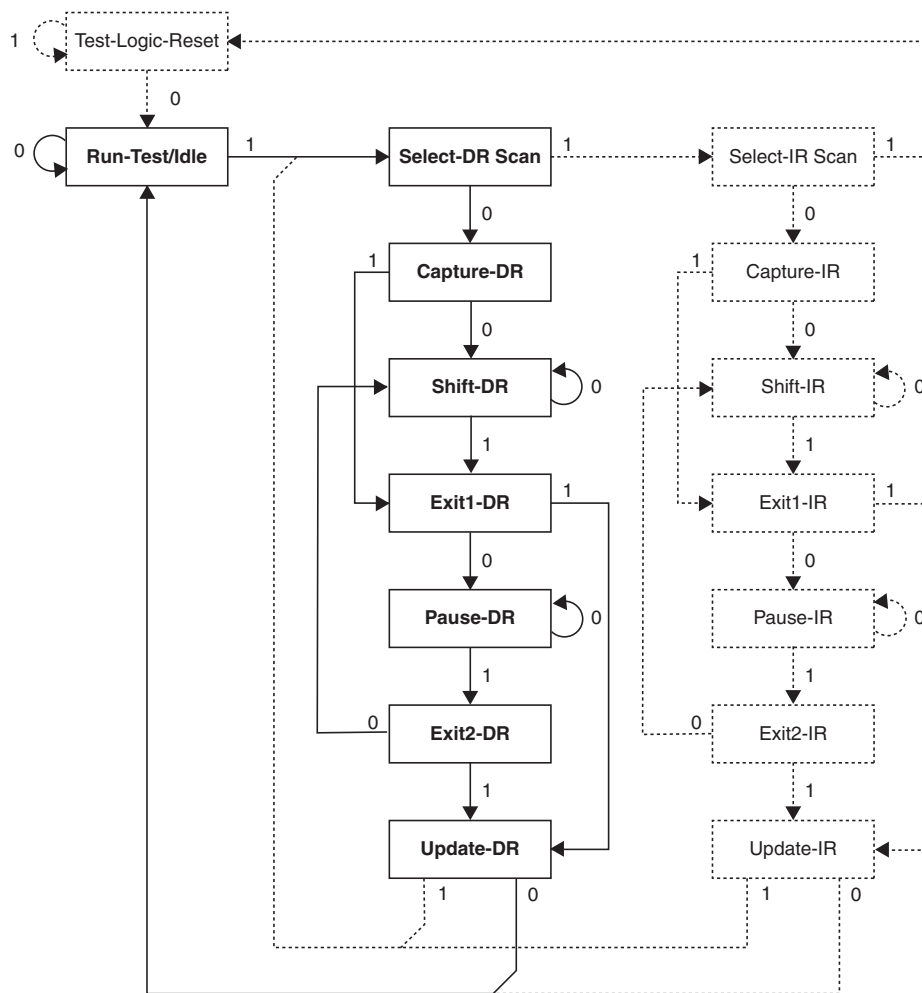 1 Test-Logic-Reset
0
0 Run-Test/Idle 1 Select-DR Scan 1 Select-IR Scan 1
0 0
1 Capture-DR 1 Capture-IR
0 0
Shift-DR 0 Shift-IR 0
1 1
Exit1-DR 1 Exit1-IR 1
0 0
Pause-DR 0 Pause-IR 0
1 1
0 Exit2-DR 0 Exit2-IR
1 1
Update-DR Update-IR
1 0 1 0